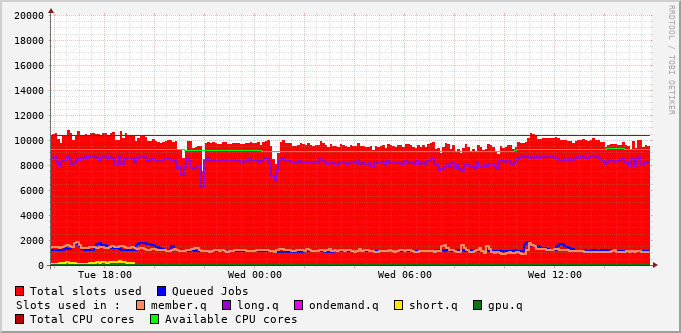 20000
18000
16000
14000
12000
10000
8000
6000
4000
2000
0
Tue 18:00 Wed 00:00 Wed 06:00 Wed 12:00
Total slots used Queued Jobs
Slots used in : member.q long.q ondemand.q short.q gpu.q
Total CPU cores Available CPU cores
RRDTOOL / TOBI OETIKER